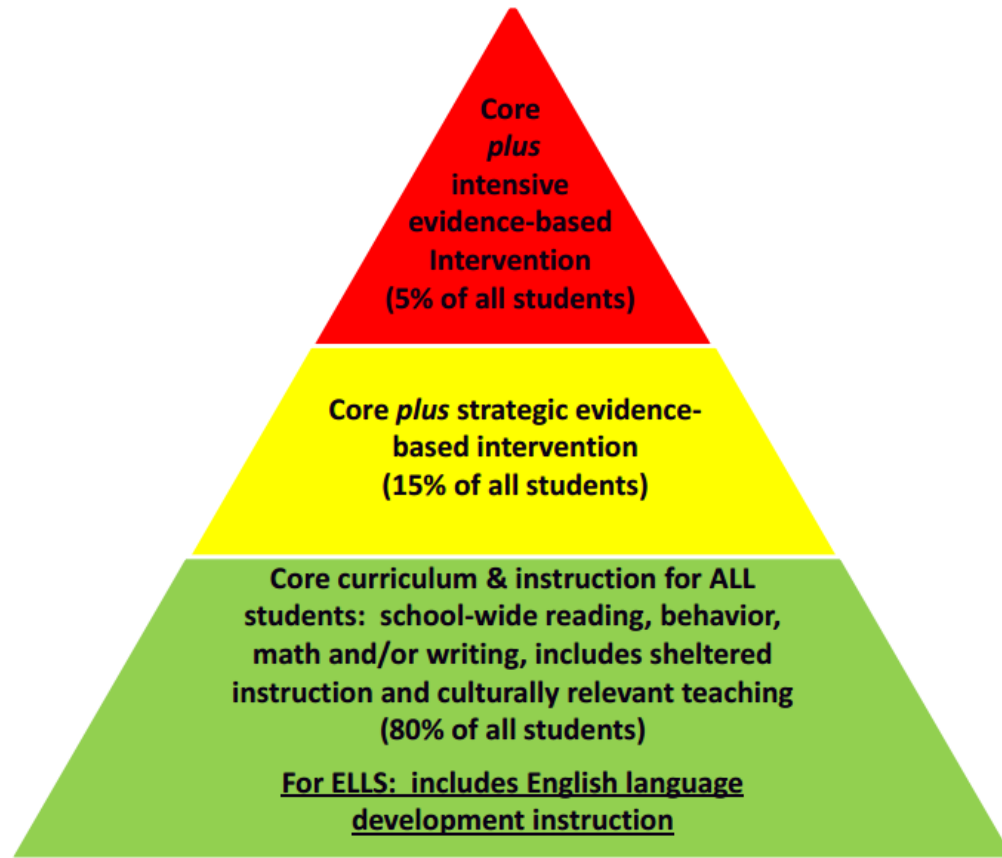 Core
plus
intensive
evidence-based
Intervention
(5% of all students)
Core plus strategic evidence-
based intervention
(15% of all students)
Core curriculum & instruction for ALL
students:  school-wide reading, behavior,
math and/or writing, includes sheltered
instruction and culturally relevant teaching
(80% of all students)
For ELLS:  includes English language
development instruction